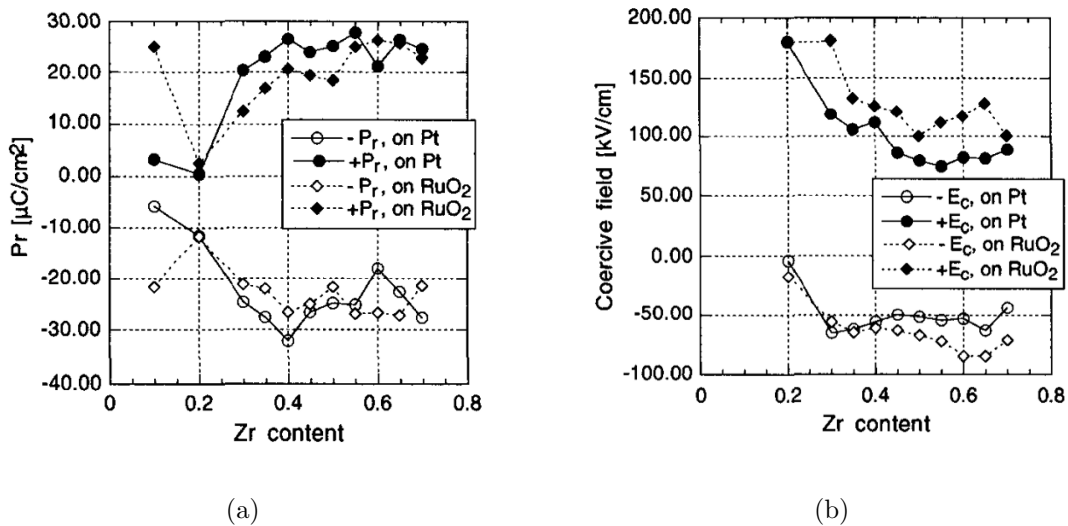 30.00
20.00
10.00
0.00
-10.00
-20.00
-30.00
-40.00
Pr [µC/cm²]
- Pr, on Pt
+Pr, on Pt
- Pr, on RuO2
+Pr, on RuO2
0
0.2
0.4
0.6
0.8
Zr content
(a)
200.00
150.00
100.00
50.00
0.00
-50.00
-100.00
Coercive field [kV/cm]
- Ec, on Pt
+Ec, on Pt
- Ec, on RuO2
+Ec, on RuO2
0
0.2
0.4
0.6
0.8
Zr content
(b)